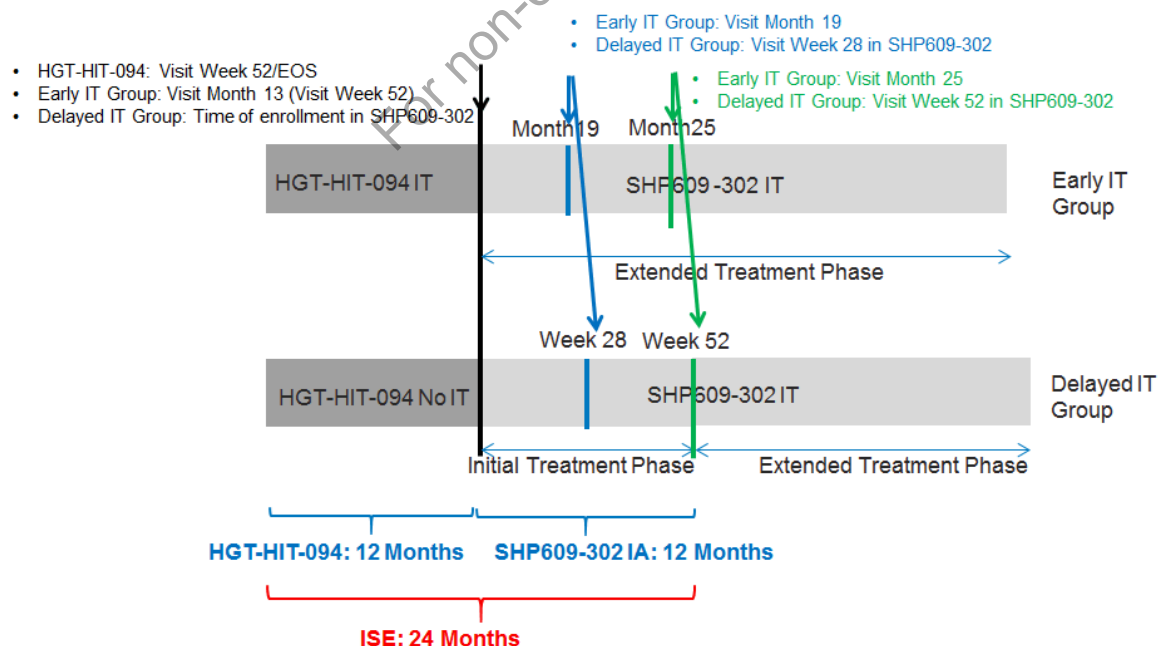 For non-c
• Early IT Group: Visit Month 19
• Delayed IT Group: Visit Week 28 in SHP609-302
• HGT-HIT-094: Visit Week 52/EOS
• Early IT Group: Visit Month 13 (Visit Week 52)
• Delayed IT Group: Time of enrollment in SHP609-302
• Early IT Group: Visit Month 25
• Delayed IT Group: Visit Week 52 in SHP609-302
Month19 Month25
HGT-HIT-094 IT
SHP609-302 IT
Early IT
Group
Extended Treatment Phase
Week 28 Week 52
HGT-HIT-094 No IT
SHP609-302 IT
Delayed IT
Group
Initial Treatment Phase
Extended Treatment Phase
HGT-HIT-094: 12 Months
SHP609-302 IA: 12 Months
ISE: 24 Months